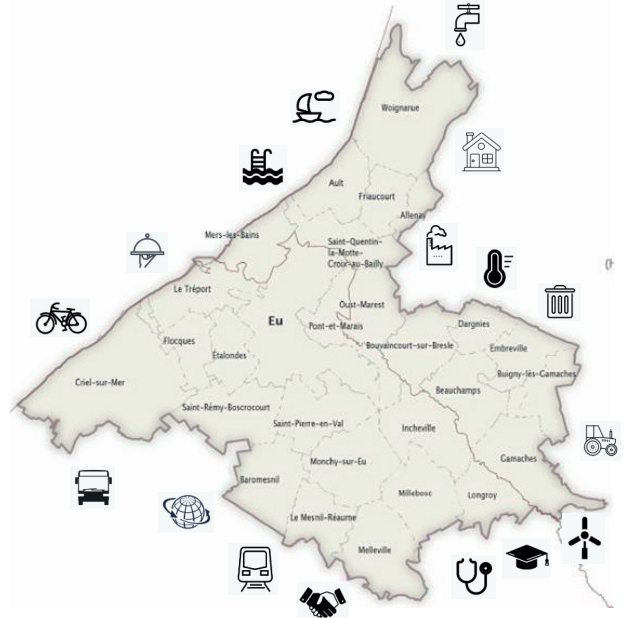 Woignarue
Ault
Friaucourt
Allenay
Mers-les-Bains
Saint-Quentin-
la-Motte-
Croix-au-Bailly
Le Tréport
Oust-Marest
Eu
Pont-et-Marais
Dargnies
Flocques
Étalondes
Bouvaincourt-sur-Bresle
Embreville
Buigny-lès-Gamaches
Criel-sur-Mer
Beauchamps
Saint-Rémy-Boscrocourt
Saint-Pierre-en-Val
Incheville
Monchy-sur-Eu
Gamaches
Baromesnil
Millebosc
Longroy
Le Mesnil-Réaume
Melleville